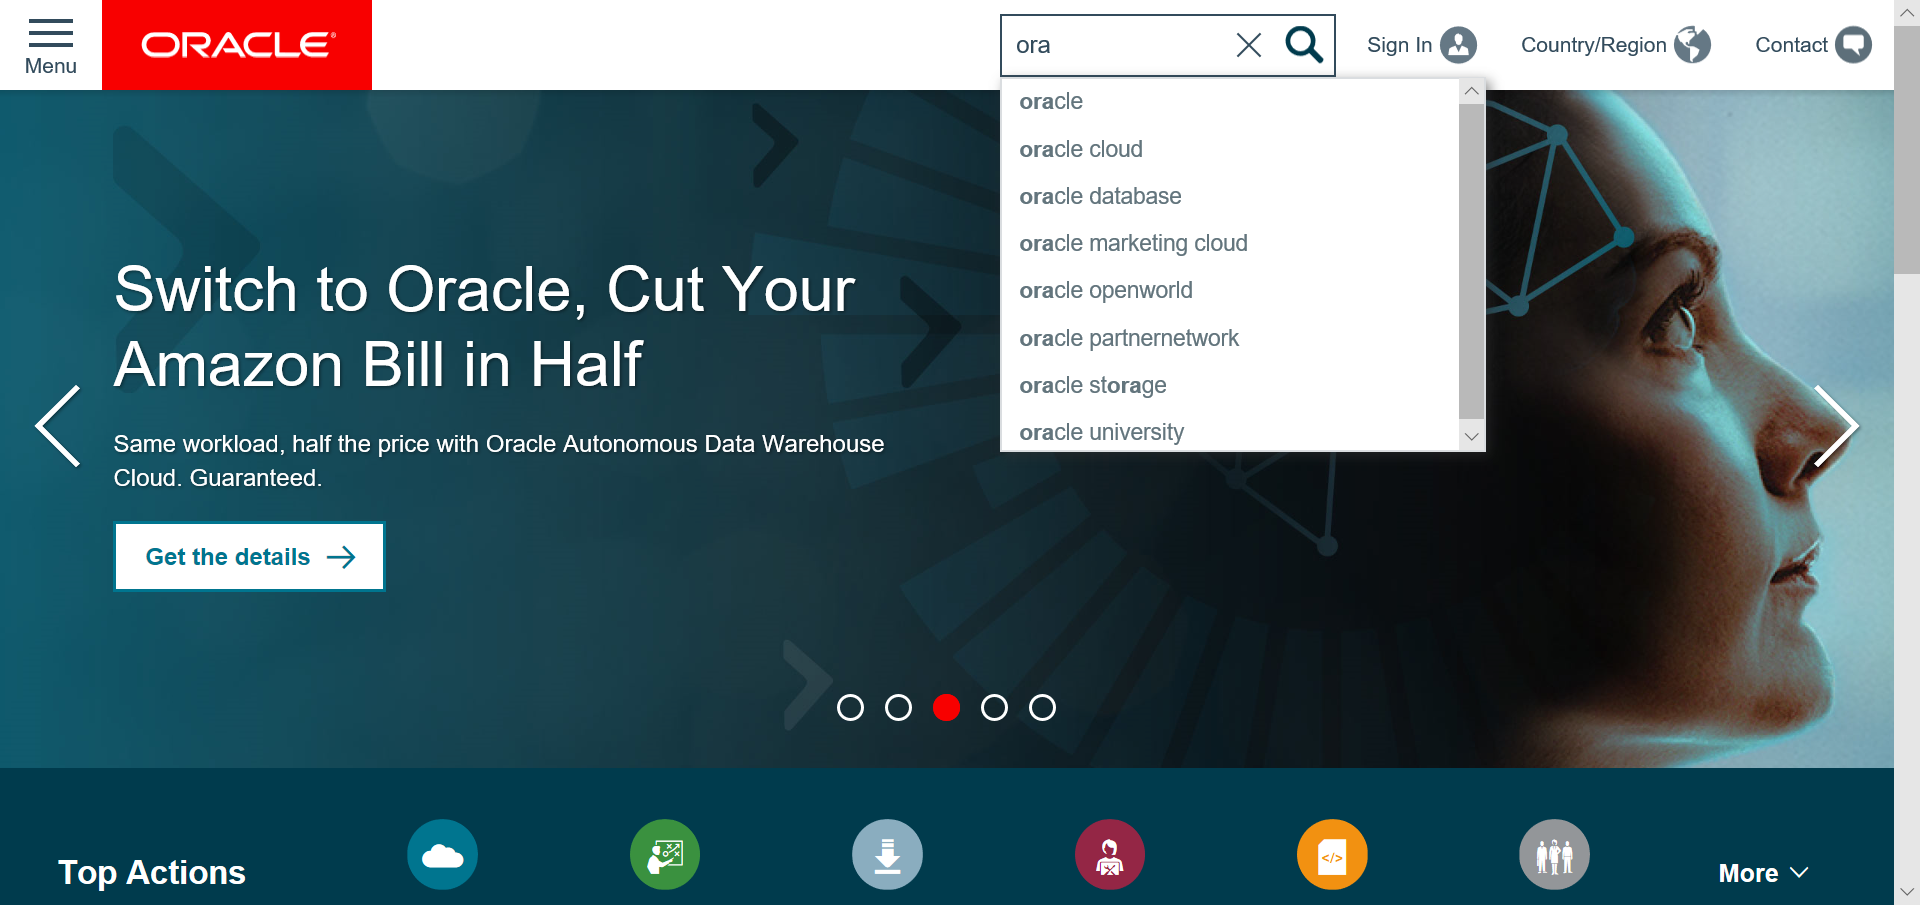 Menu
ORACLE®
ora
Sign In
Country/Region
Contact
oracle
oracle cloud
oracle database
oracle marketing cloud
oracle openworld
oracle partnernetwork
oracle storage
oracle university
Switch to Oracle, Cut Your
Amazon Bill in Half
Same workload, half the price with Oracle Autonomous Data Warehouse
Cloud. Guaranteed.
Get the details
Top Actions
</>
More